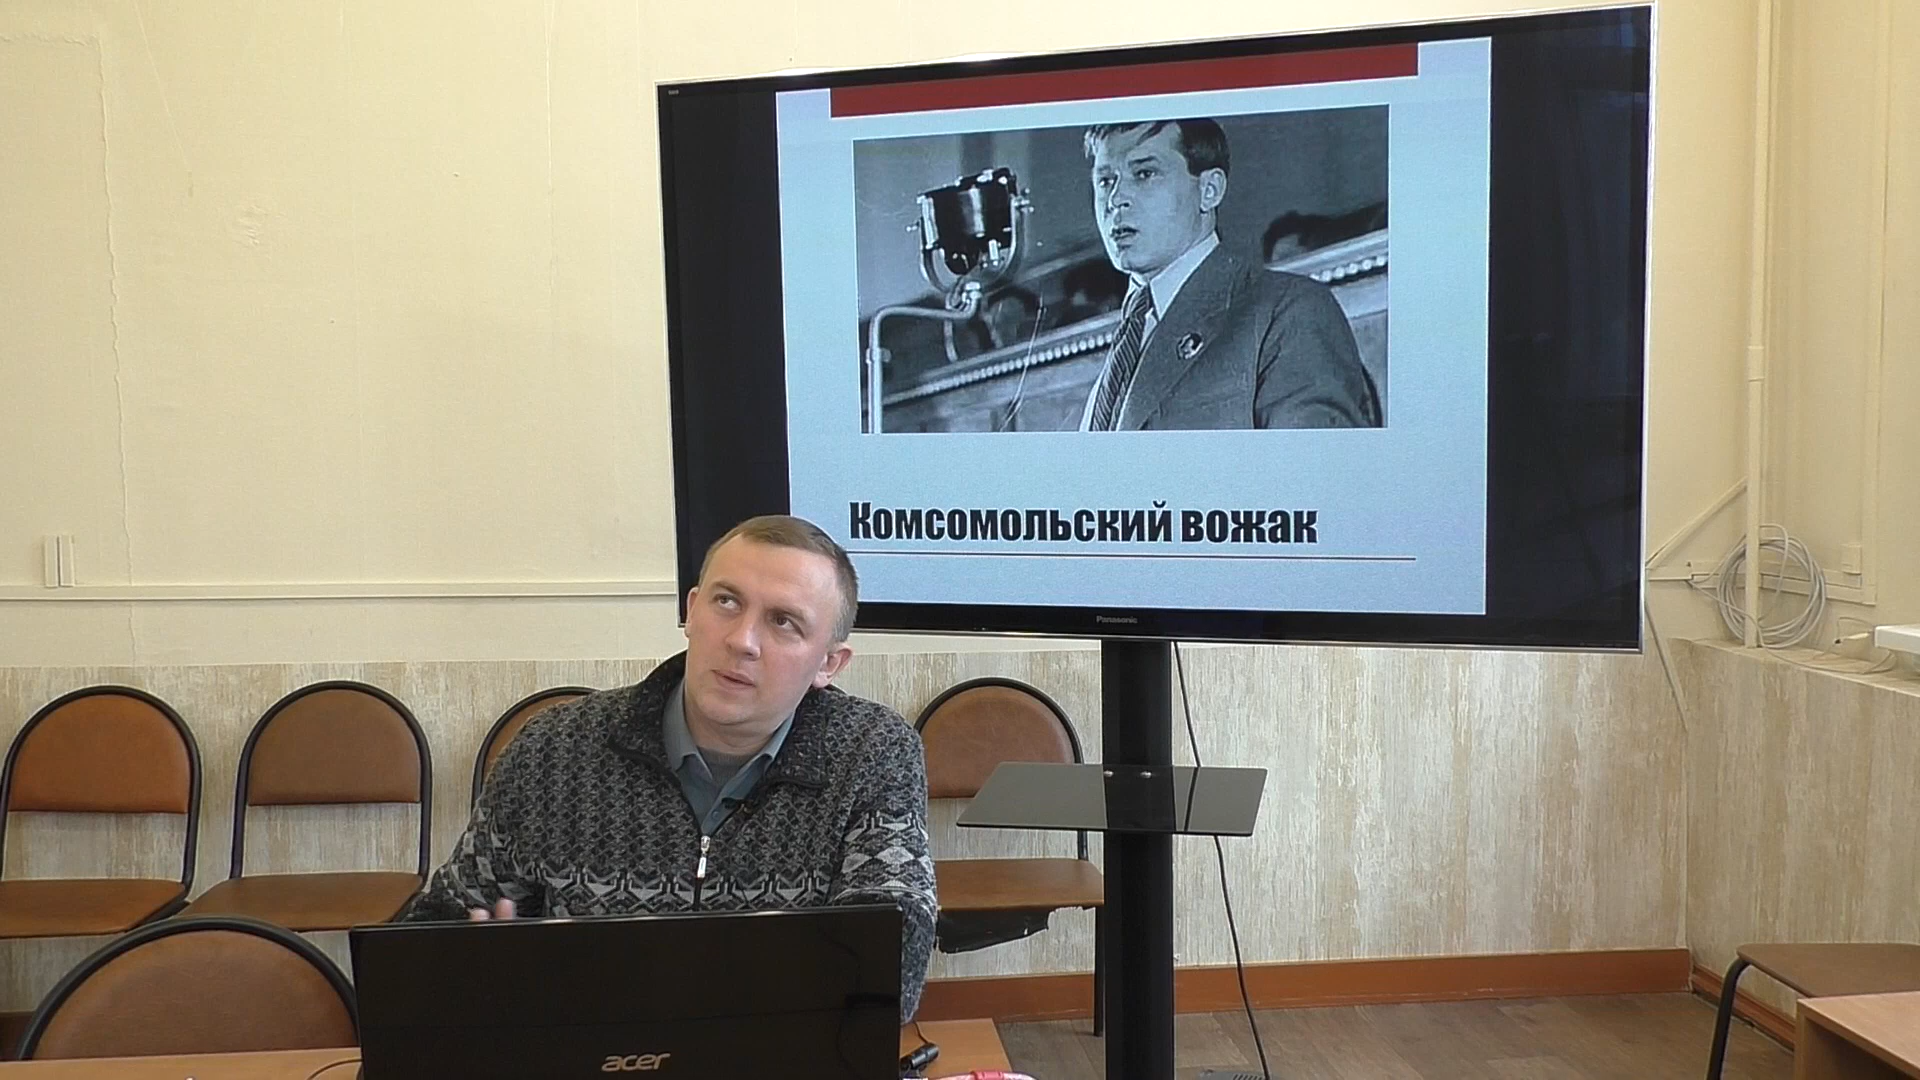 Комсомольский вожак
Panasonic
acer